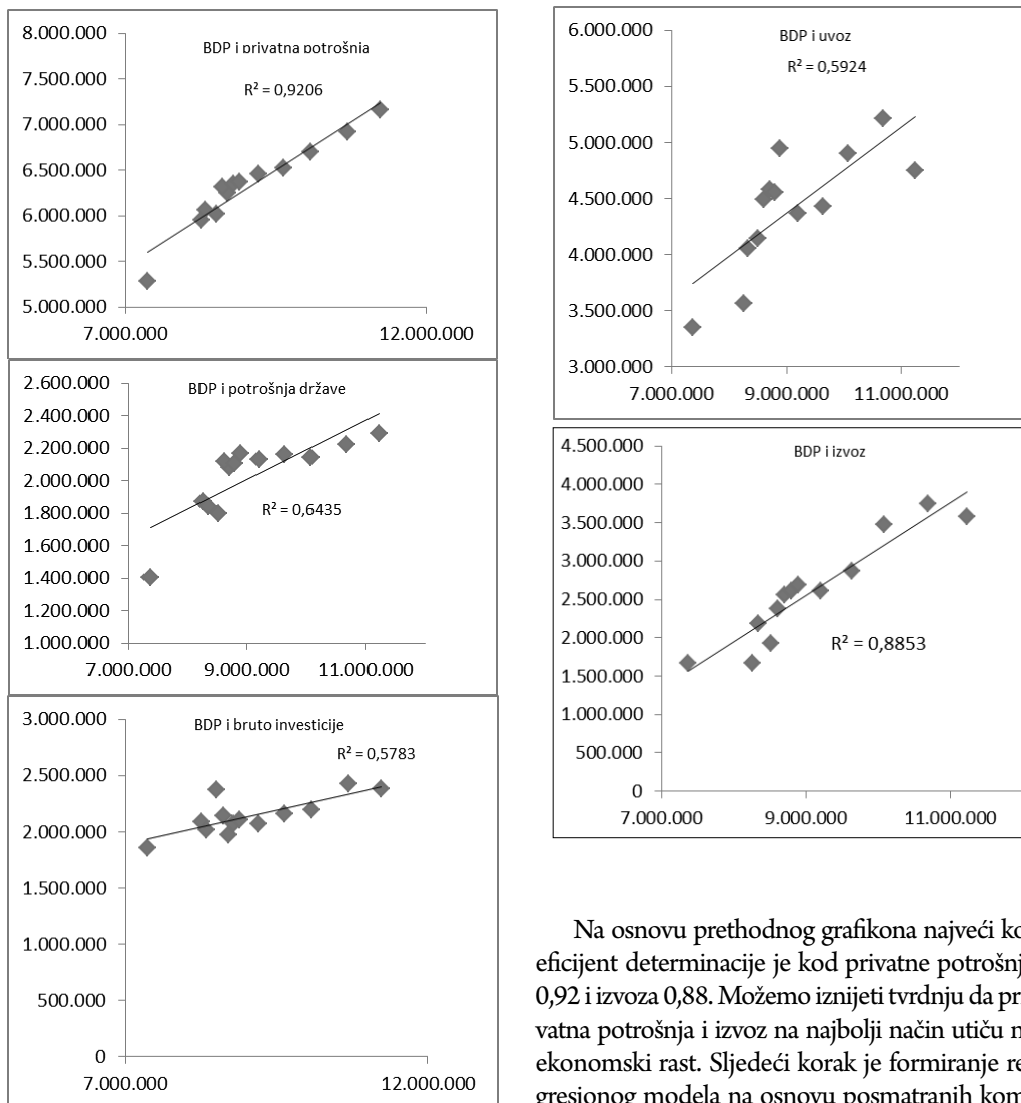 BDP i privatna potrošnja
R² = 0,9206
8.000.000
7.500.000
7.000.000
6.500.000
6.000.000
5.500.000
5.000.000
7.000.000 12.000.000
BDP i potrošnja države
R² = 0,6435
2.600.000
2.400.000
2.200.000
2.000.000
1.800.000
1.600.000
1.400.000
1.200.000
1.000.000
7.000.000 9.000.000 11.000.000
BDP i bruto investicije
R² = 0,5783
3.000.000
2.500.000
2.000.000
1.500.000
1.000.000
500.000
0
7.000.000 12.000.000
BDP i uvoz
R² = 0,5924
6.000.000
5.500.000
5.000.000
4.500.000
4.000.000
3.500.000
3.000.000
7.000.000 9.000.000 11.000.000
BDP i izvoz
R² = 0,8853
4.500.000
4.000.000
3.500.000
3.000.000
2.500.000
2.000.000
1.500.000
1.000.000
500.000
0
7.000.000 9.000.000 11.000.000
Na osnovu prethodnog grafikona najveći ko
eficijent determinacije je kod privatne potrošnj
0,92 i izvoza 0,88. Možemo iznijeti tvrdnju da pri
vatna potrošnja i izvoz na najbolji način utiču n
ekonomski rast. Sljedeći korak je formiranje re
gresionog modela na osnovu posmatranih kom